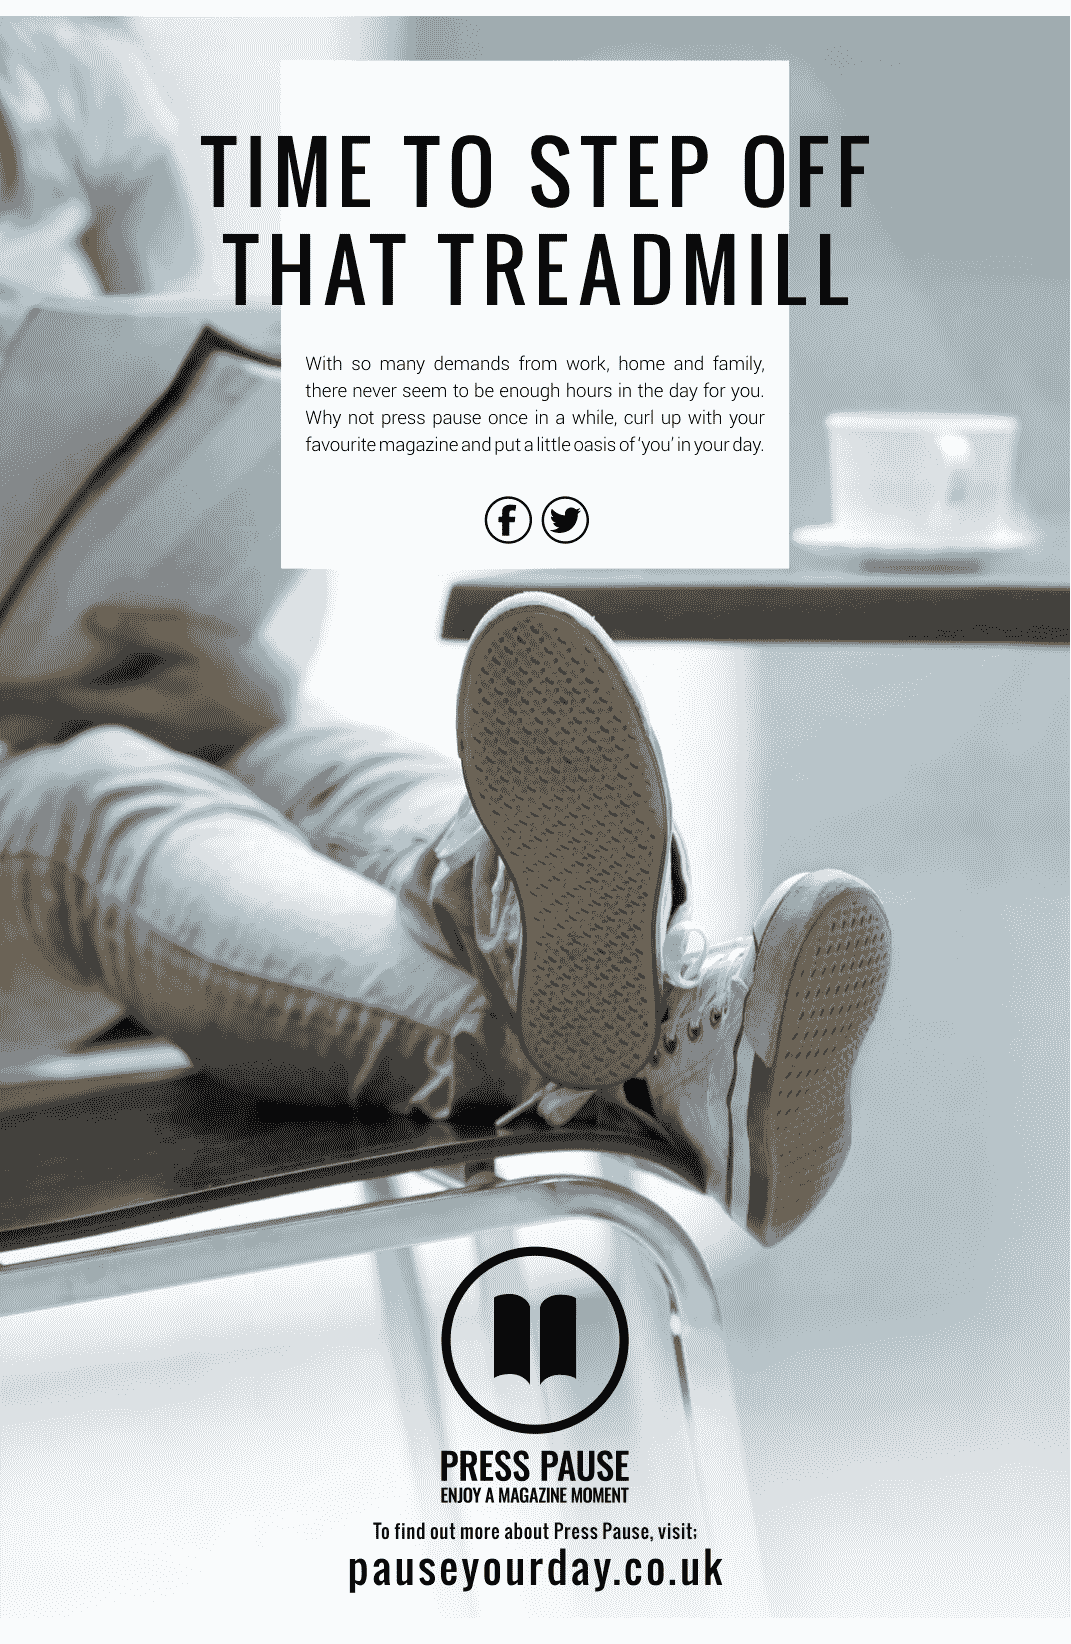 TIME TO STEP OFF
THAT TREADMILL
With so many demands from work, home and family,
there never seem to be enough hours in the day for you.
Why not press pause once in a while, curl up with your
favourite magazine and put a little oasis of ‘you’ in your day.
PRESS PAUSE
ENJOY A MAGAZINE MOMENT
To find out more about Press Pause, visit;
pauseyourday.co.uk